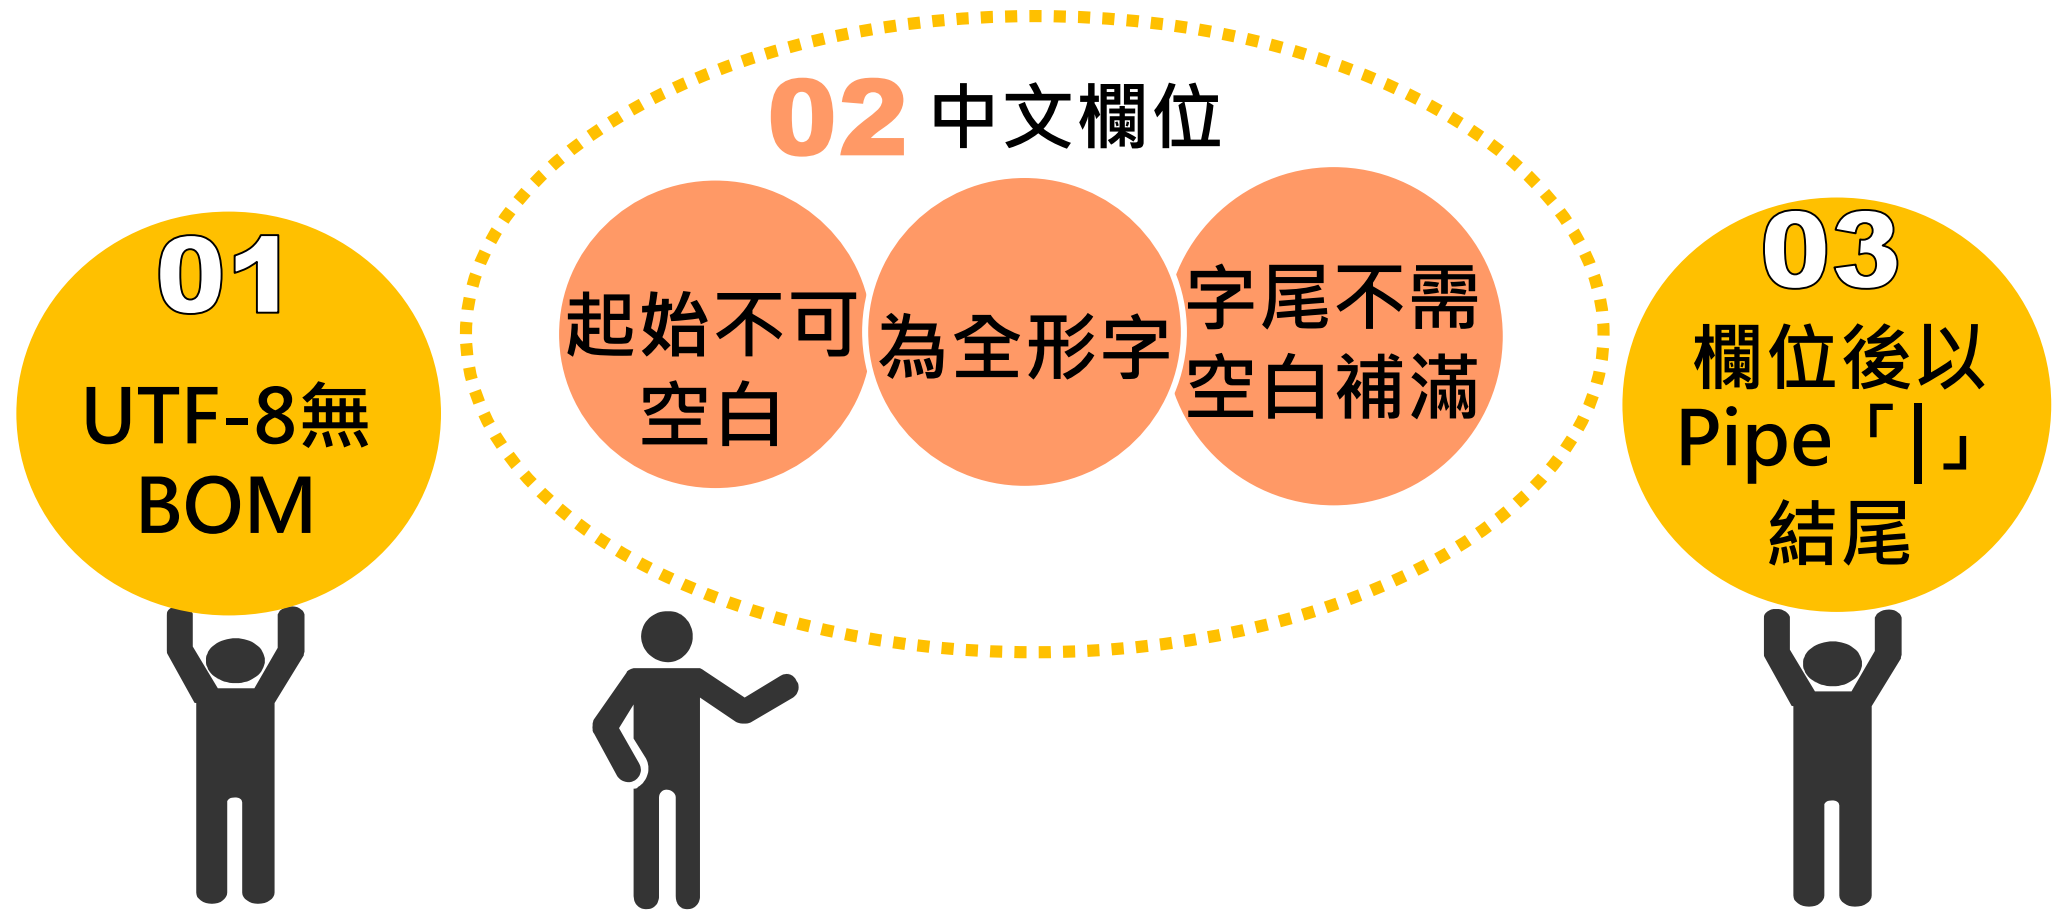 01
UTF-8無
BOM
02 中文欄位
起始不可
空白
為全形字
字尾不需
空白補滿
03
欄位後以
Pipe「|」
結尾